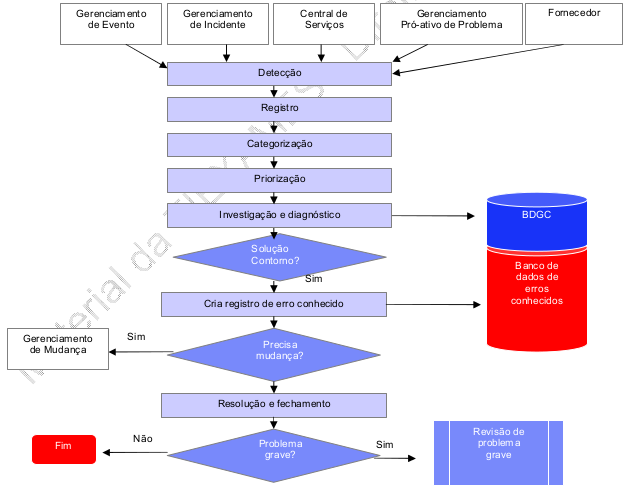 Gerenciamento
de Evento
Gerenciamento
de Incidente
Central de
Serviços
Gerenciamento
Pró-ativo de Problema
Fornecedor
Detecção
Registro
Categorização
Priorização
Investigação e diagnóstico
BDGC
Solução
Contorno?
Sim
Banco de
dados de
erros
conhecidos
Cria registro de erro conhecido
Gerenciamento
de Mudança
Sim
Precisa
mudança?
Resolução e fechamento
Fim
Não
Problema
grave?
Sim
Revisão de
problema
grave
Material da